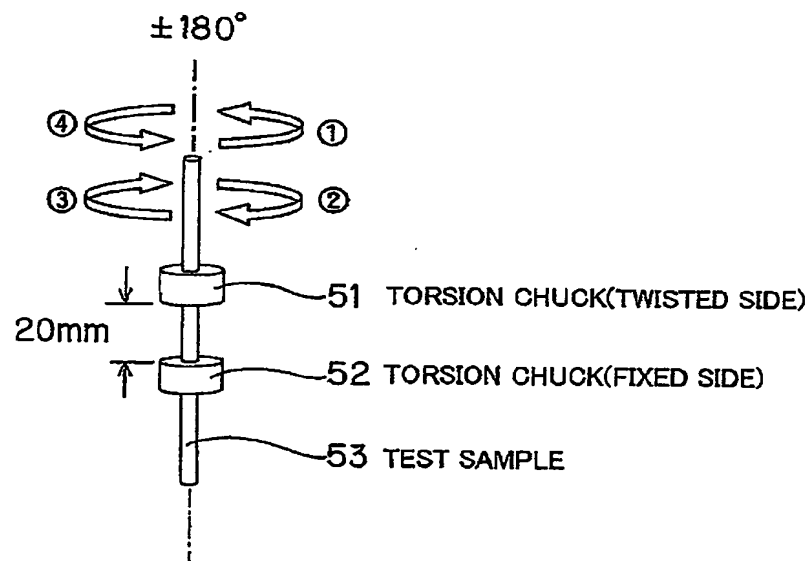 ±180°
④
①
③
②
51 TORSION CHUCK(TWISTED SIDE)
20mm
52 TORSION CHUCK(FIXED SIDE)
53 TEST SAMPLE